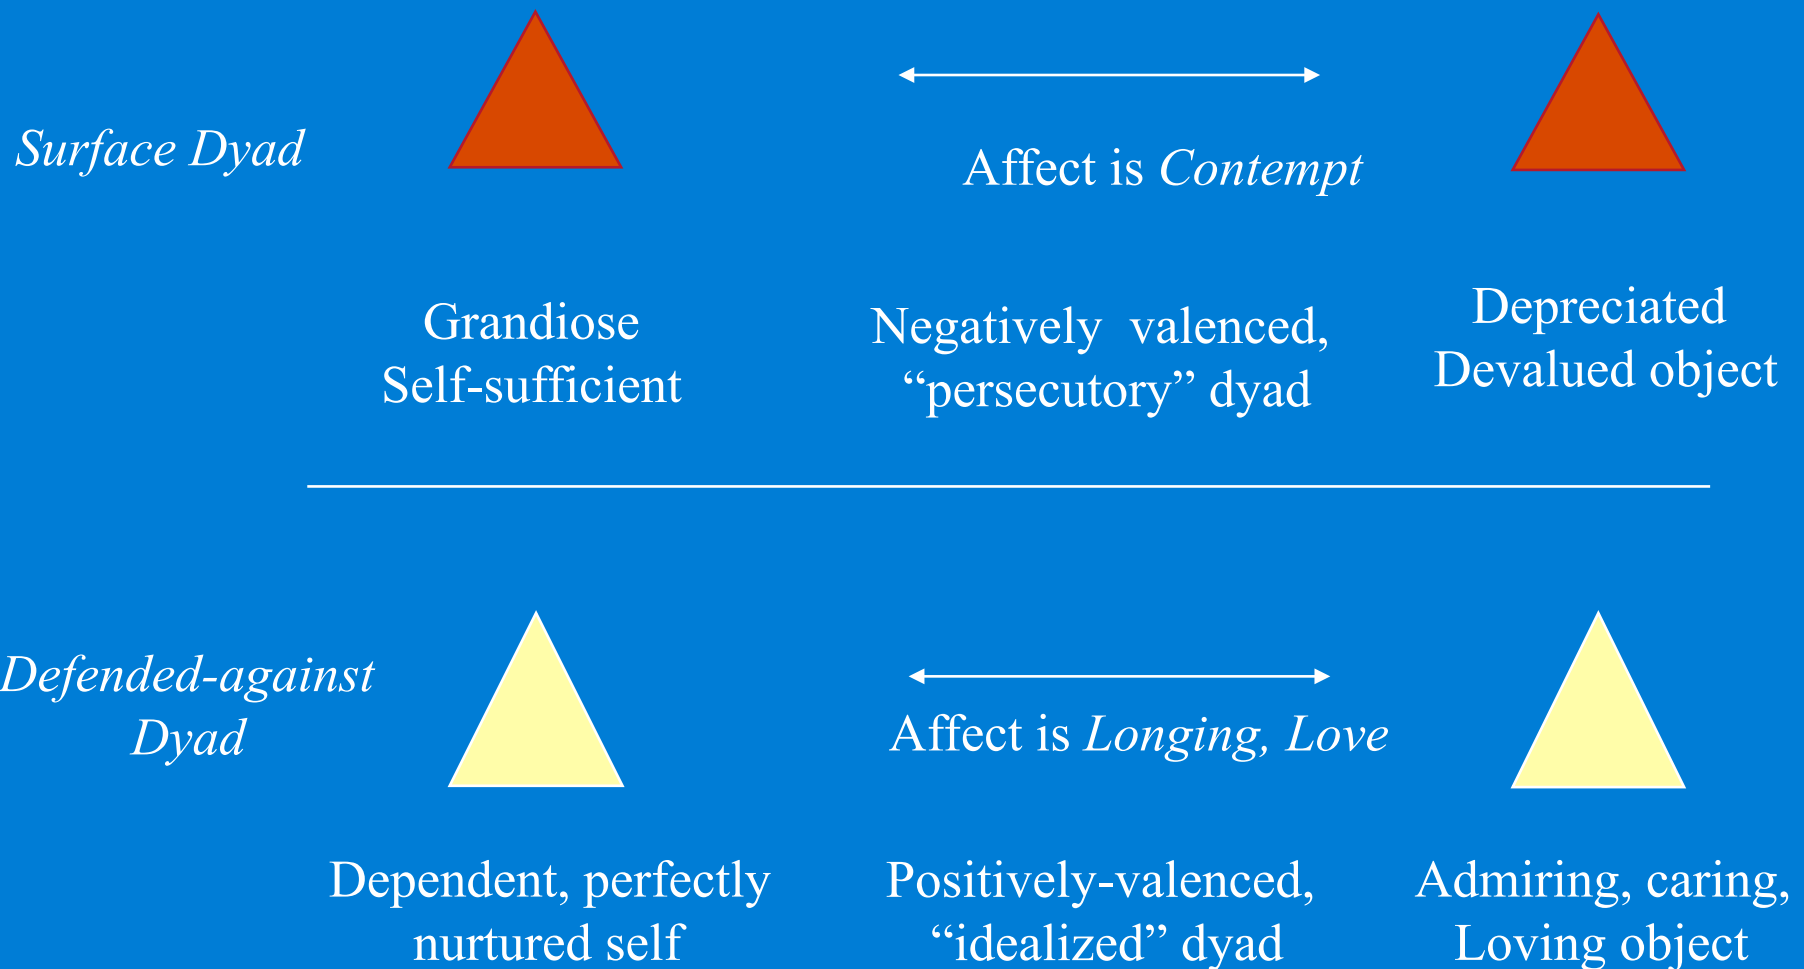 Surface Dyad
Affect is Contempt
Grandiose
Self-sufficient
Negatively valenced,
“persecutory” dyad
Depreciated
Devalued object
Defended-against
Dyad
Affect is Longing, Love
Dependent, perfectly
nurtured self
Positively-valenced,
“idealized” dyad
Admiring, caring,
Loving object